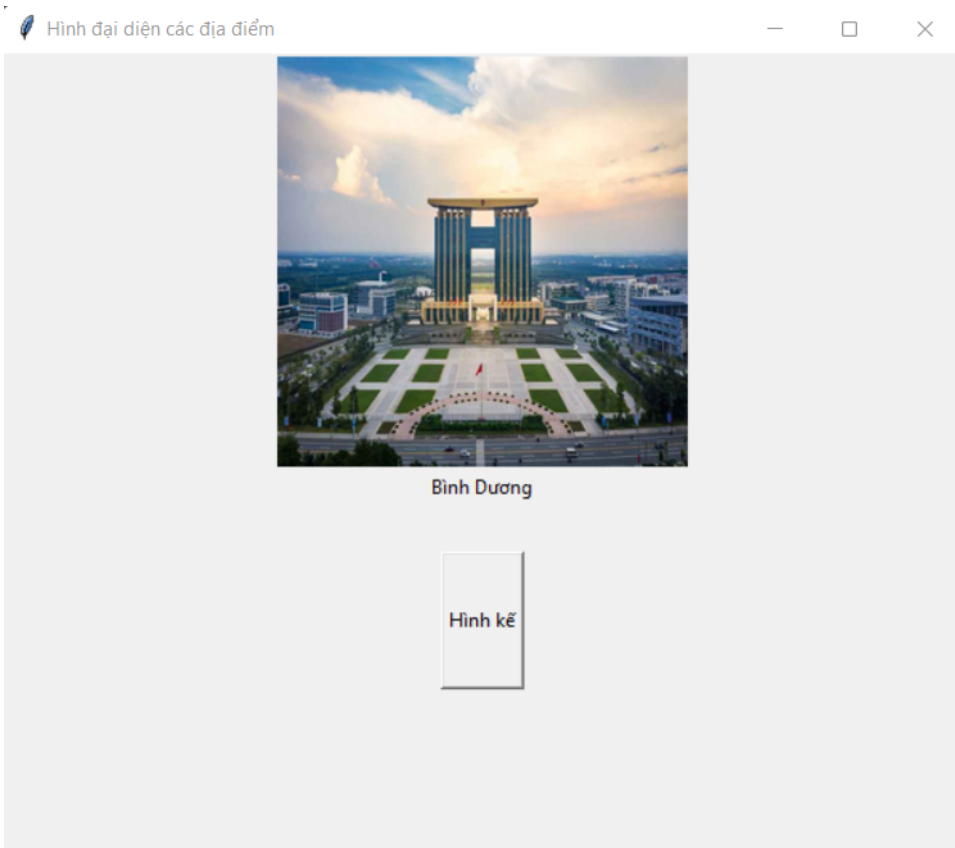 Hình đại diện các địa điểm
Bình Dương
Hình kế